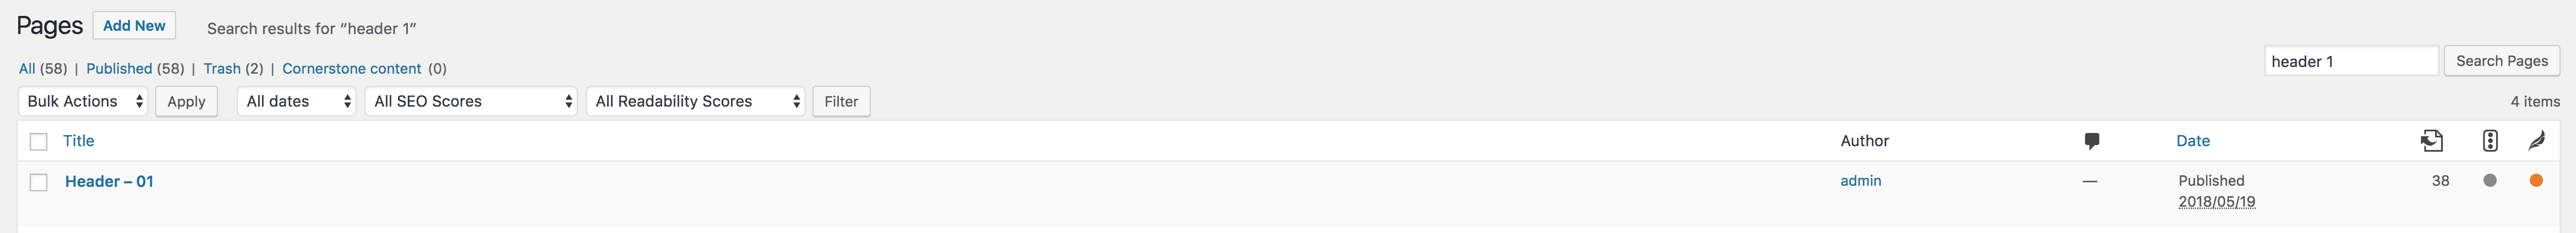 Pages Add New Search results for “header 1”
All (58) | Published (58) | Trash (2) | Cornerstone content (0)
header 1 Search Pages
Bulk Actions Apply All dates All SEO Scores All Readability Scores Filter 4 items
Title Author Date
Header – 01 admin — Published 38
2018/05/19